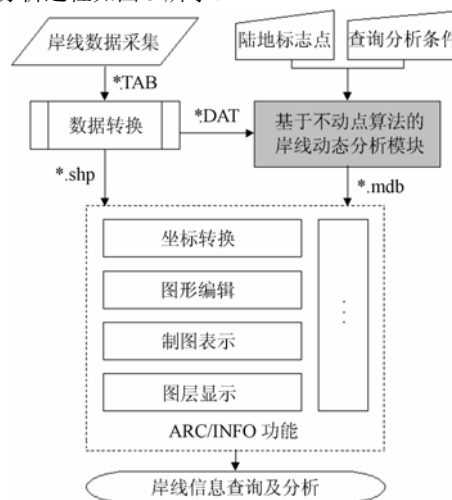 岸线数据采集
陆地标志点
查询分析条件
*.TAB
数据转换
*.DAT
基于不动点算法的
岸线动态分析模块
*.shp
*.mdb
坐标转换
图形编辑
制图表示
图层显示
...
ARC/INFO 功能
岸线信息查询及分析